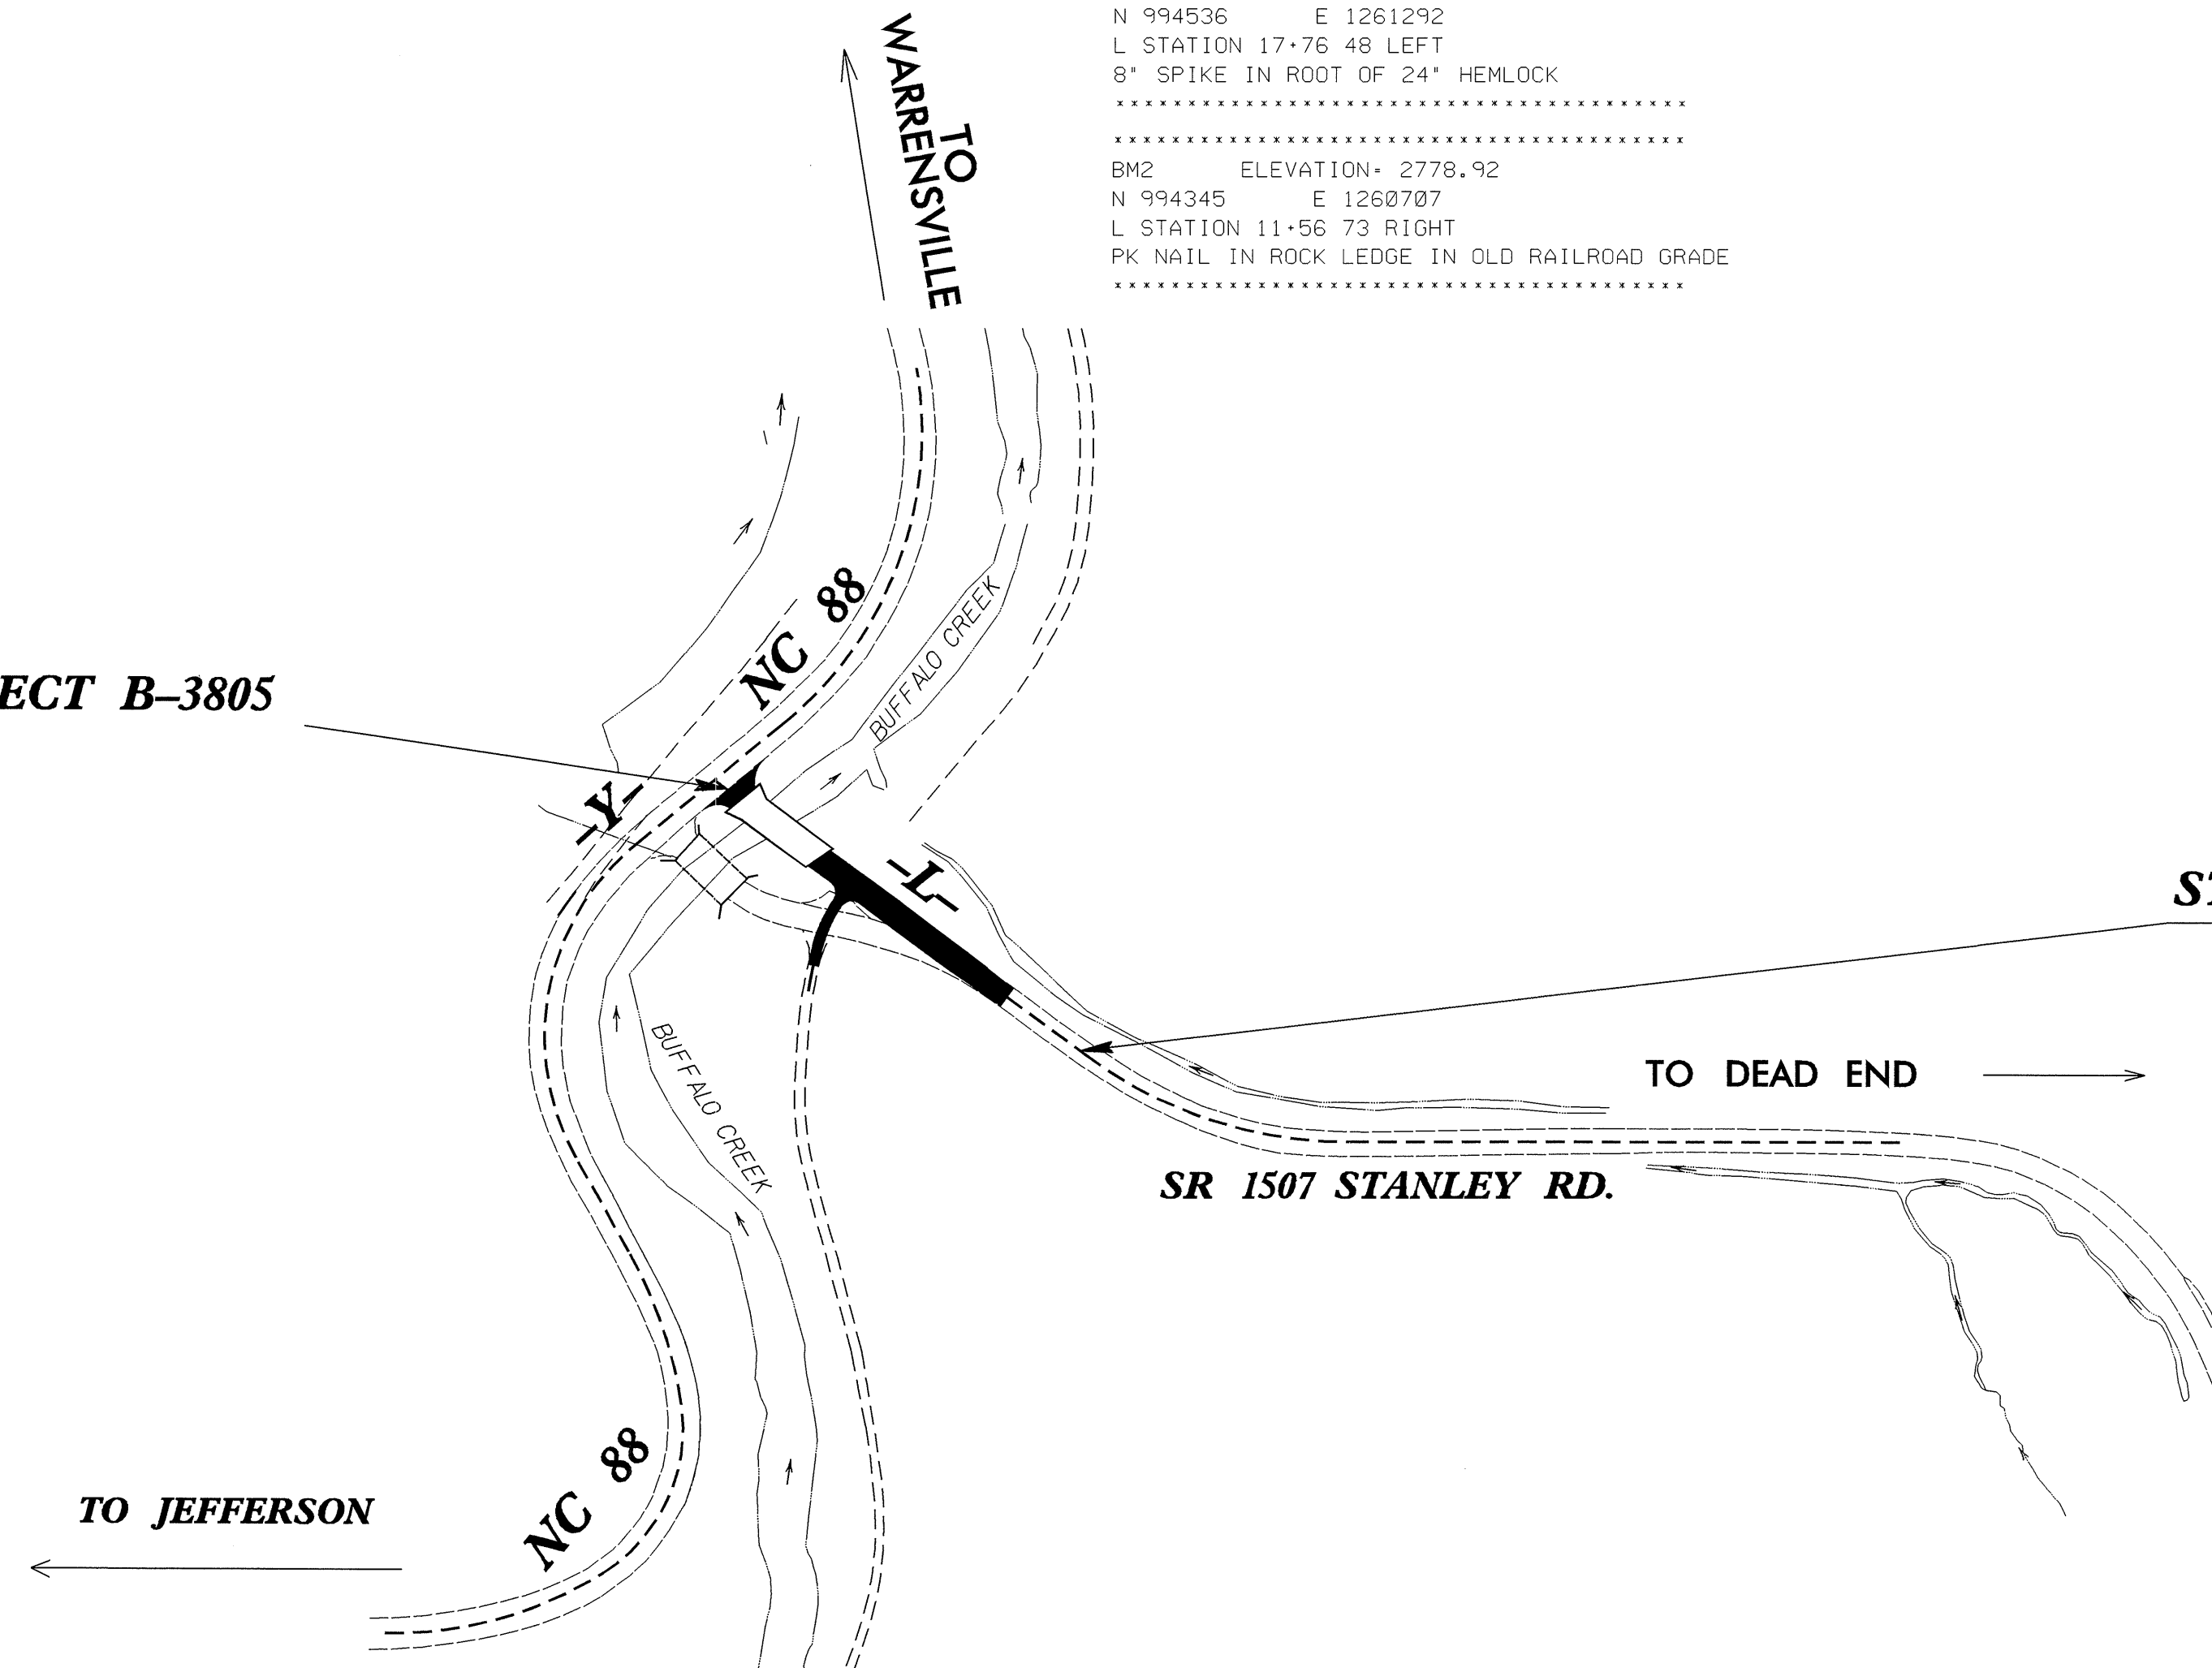 N 994536 E 1261292
L STATION 17+76 48 LEFT
8" SPIKE IN ROOT OF 24" HEMLOCK
***************************************
***************************************
BM2 ELEVATION= 2778.92
N 994345 E 1260707
L STATION 11+56 73 RIGHT
PK NAIL IN ROCK LEDGE IN OLD RAILROAD GRADE
***************************************
TO
WARRENSVILLE
NC 88
BUFFALO CREEK
ECT B-3805
-Y-
-L-
BUFFALO CREEK
TO DEAD END
SR 1507 STANLEY RD.
NC 88
TO JEFFERSON